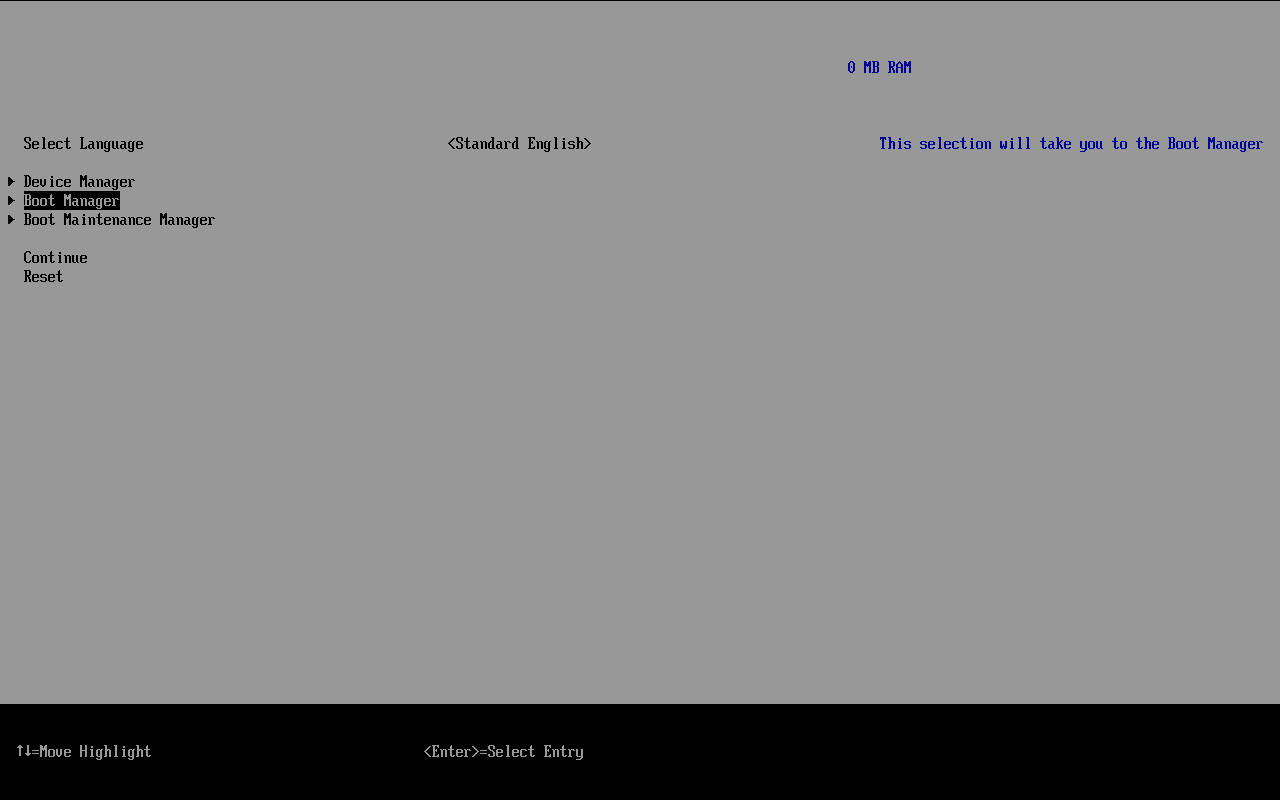 0 MB RAM
Select Language <Standard English> This selection will take you to the Boot Manager
Device Manager
Boot Manager
Boot Maintenance Manager
Continue
Reset
↑↓=Move Highlight <Enter>=Select Entry